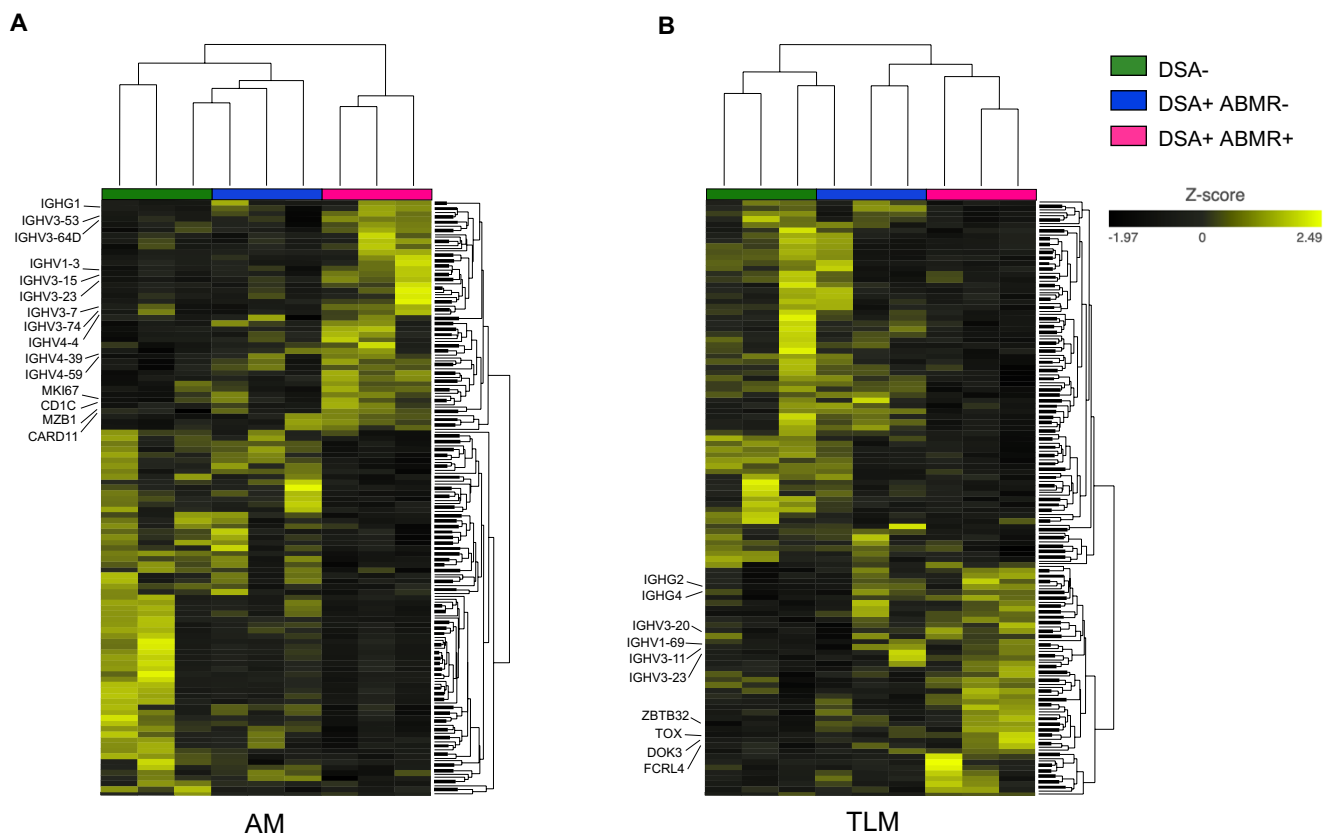 A
B
DSA-
DSA+ ABMR-
DSA+ ABMR+
Z-score
-1.97 0 2.49
IGHG1
IGHV3-53
IGHV3-64D
IGHV1-3
IGHV3-15
IGHV3-23
IGHV3-7
IGHV3-74
IGHV4-4
IGHV4-39
IGHV4-59
MKI67
CD1C
MZB1
CARD11
AM
IGHG2
IGHG4
IGHV3-20
IGHV1-69
IGHV3-11
IGHV3-23
ZBTB32
TOX
DOK3
FCRL4
TLM